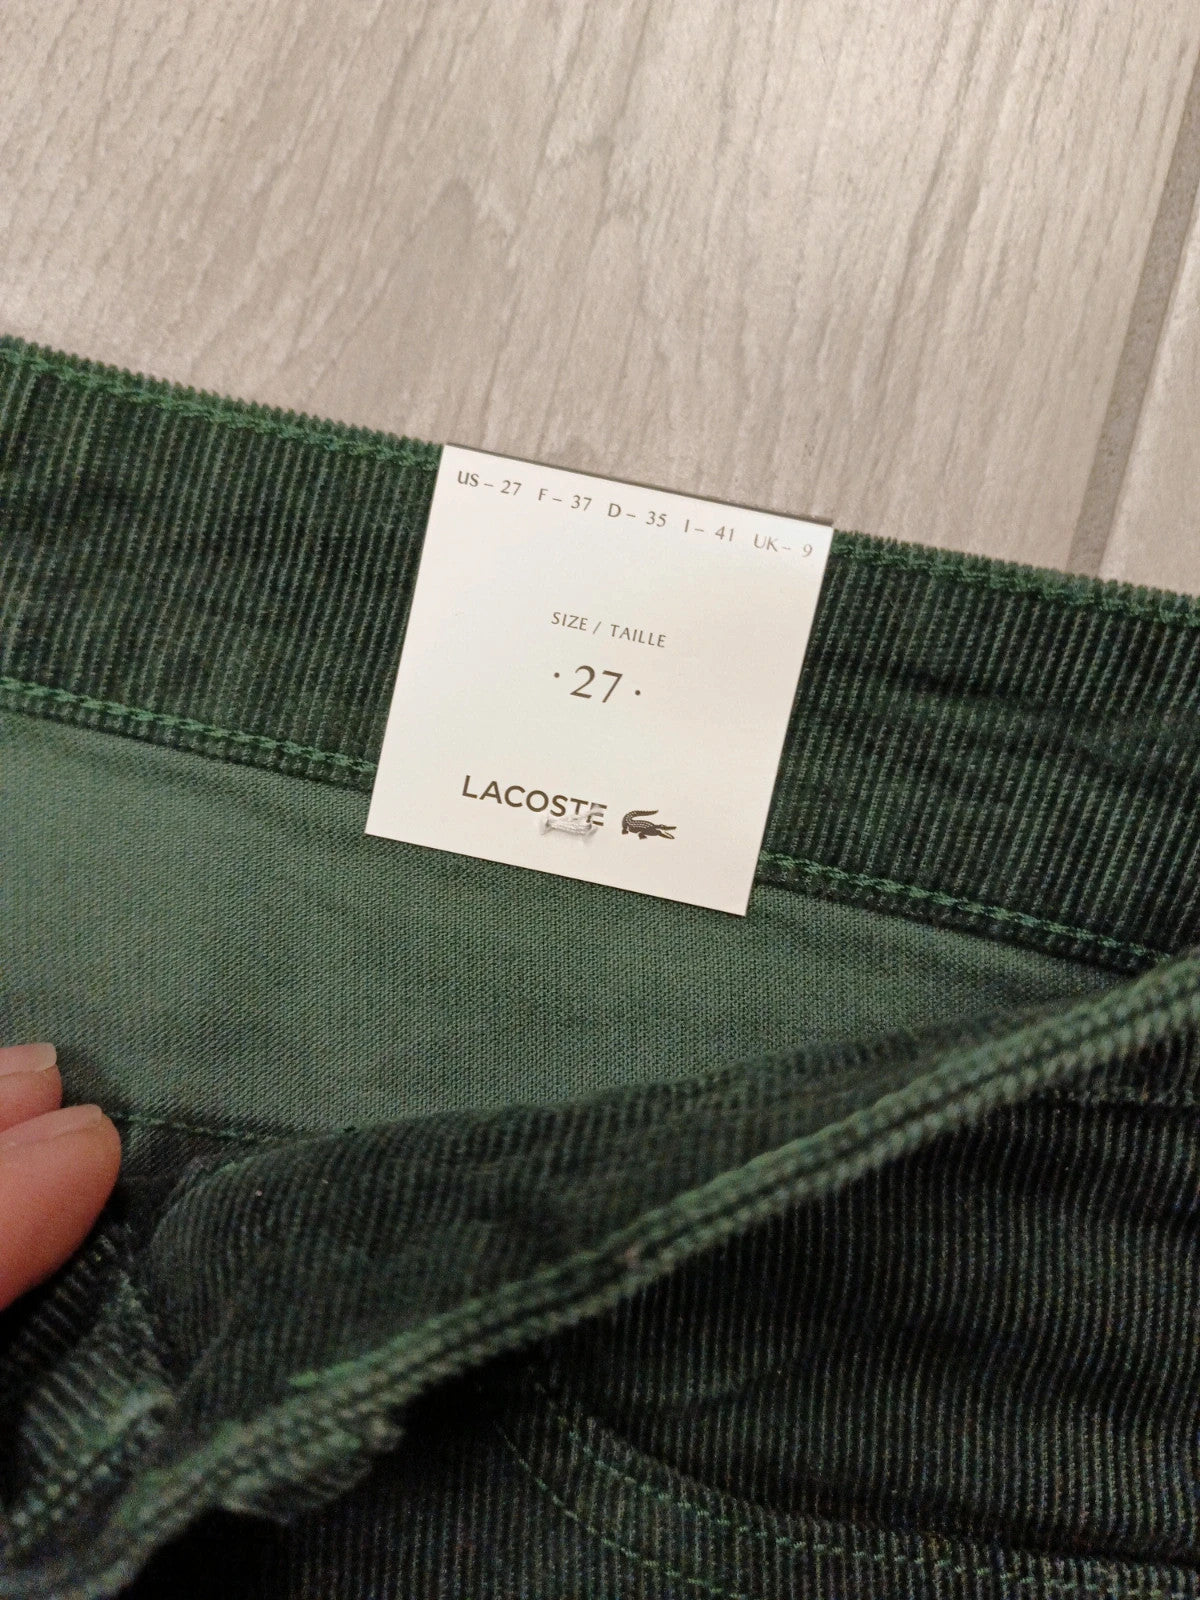 US – 27 F – 37 D – 35 I – 41 UK – 9
SIZE / TAILLE
· 27 ·
LACOSTE